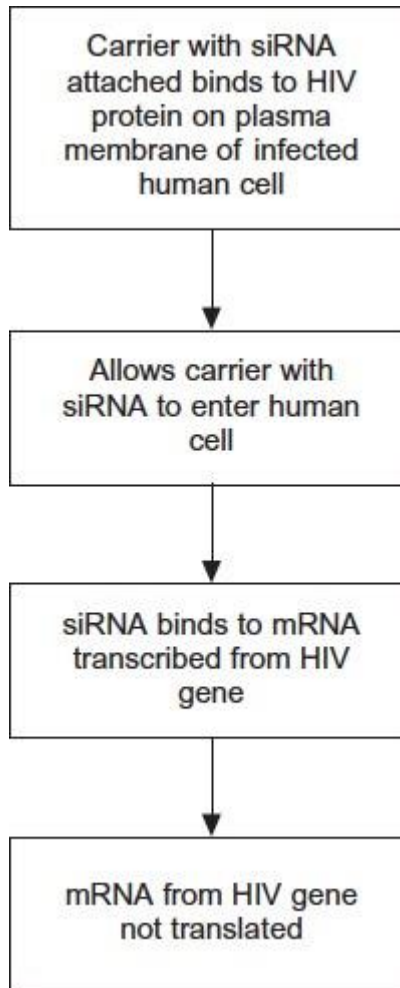 Carrier with siRNA
attached binds to HIV
protein on plasma
membrane of infected
human cell
Allows carrier with
siRNA to enter human
cell
siRNA binds to mRNA
transcribed from HIV
gene
mRNA from HIV gene
not translated